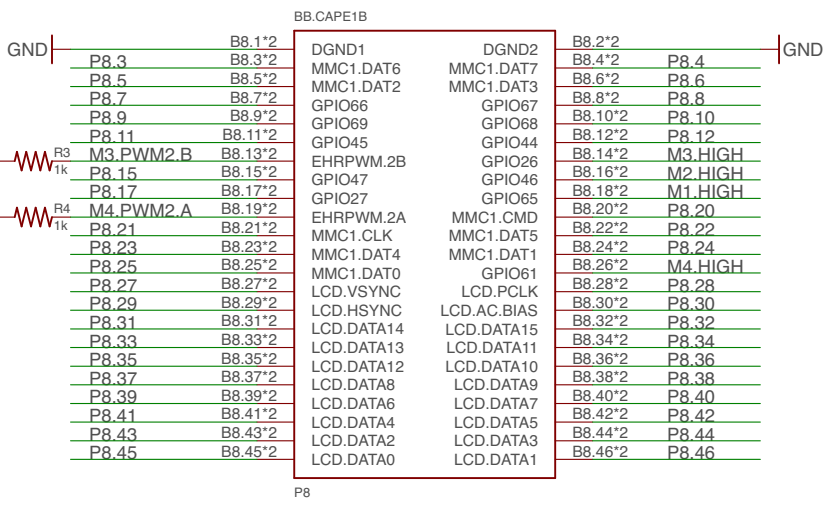 BB.CAPE1B
GND B8.1*2 DGND1 DGND2 B8.2*2 GND
P8.3 B8.3*2 MMC1.DAT6 MMC1.DAT7 B8.4*2 P8.4
P8.5 B8.5*2 MMC1.DAT2 MMC1.DAT3 B8.6*2 P8.6
P8.7 B8.7*2 GPIO66 GPIO67 B8.8*2 P8.8
P8.9 B8.9*2 GPIO69 GPIO68 B8.10*2 P8.10
P8.11 B8.11*2 GPIO45 GPIO44 B8.12*2 P8.12
R3 1k M3.PWM2.B B8.13*2 EHRPWM.2B GPIO26 B8.14*2 M3.HIGH
P8.15 B8.15*2 GPIO47 GPIO46 B8.16*2 M2.HIGH
P8.17 B8.17*2 GPIO27 GPIO65 B8.18*2 M1.HIGH
R4 1k M4.PWM2.A B8.19*2 EHRPWM.2A MMC1.CMD B8.20*2 P8.20
P8.21 B8.21*2 MMC1.CLK MMC1.DAT5 B8.22*2 P8.22
P8.23 B8.23*2 MMC1.DAT4 MMC1.DAT1 B8.24*2 P8.24
P8.25 B8.25*2 MMC1.DAT0 GPIO61 B8.26*2 M4.HIGH
P8.27 B8.27*2 LCD.VSYNC LCD.PCLK B8.28*2 P8.28
P8.29 B8.29*2 LCD.HSYNC LCD.AC.BIAS B8.30*2 P8.30
P8.31 B8.31*2 LCD.DATA14 LCD.DATA15 B8.32*2 P8.32
P8.33 B8.33*2 LCD.DATA13 LCD.DATA11 B8.34*2 P8.34
P8.35 B8.35*2 LCD.DATA12 LCD.DATA10 B8.36*2 P8.36
P8.37 B8.37*2 LCD.DATA8 LCD.DATA9 B8.38*2 P8.38
P8.39 B8.39*2 LCD.DATA6 LCD.DATA7 B8.40*2 P8.40
P8.41 B8.41*2 LCD.DATA4 LCD.DATA5 B8.42*2 P8.42
P8.43 B8.43*2 LCD.DATA2 LCD.DATA3 B8.44*2 P8.44
P8.45 B8.45*2 LCD.DATA0 LCD.DATA1 B8.46*2 P8.46
P8